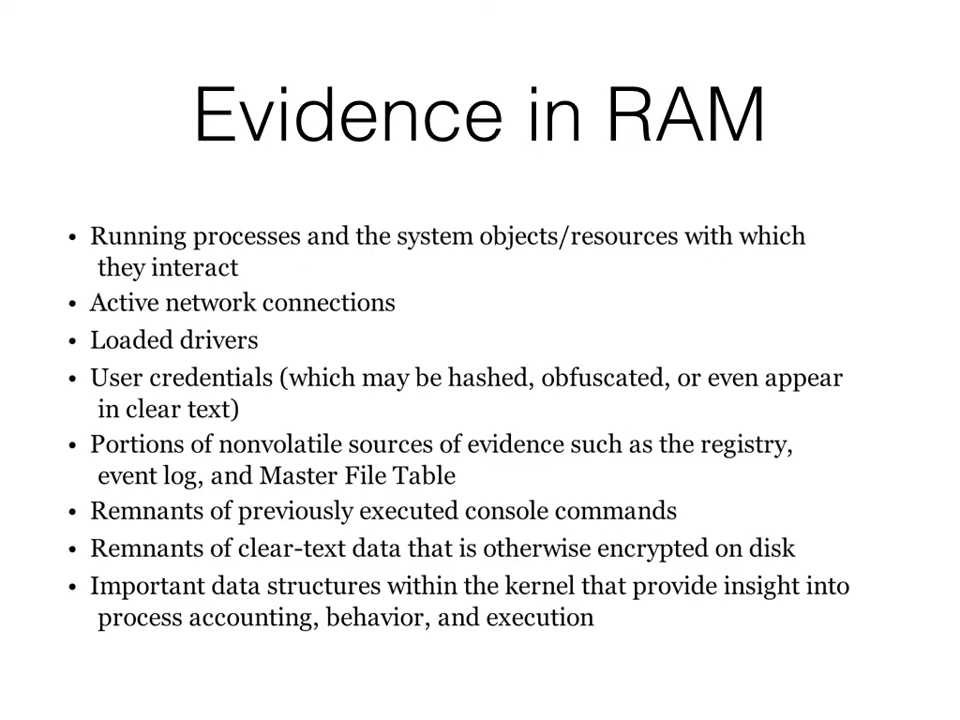 Evidence in RAM
• Running processes and the system objects/resources with which
they interact
• Active network connections
• Loaded drivers
• User credentials (which may be hashed, obfuscated, or even appear
in clear text)
• Portions of nonvolatile sources of evidence such as the registry,
event log, and Master File Table
• Remnants of previously executed console commands
• Remnants of clear-text data that is otherwise encrypted on disk
• Important data structures within the kernel that provide insight into
process accounting, behavior, and execution